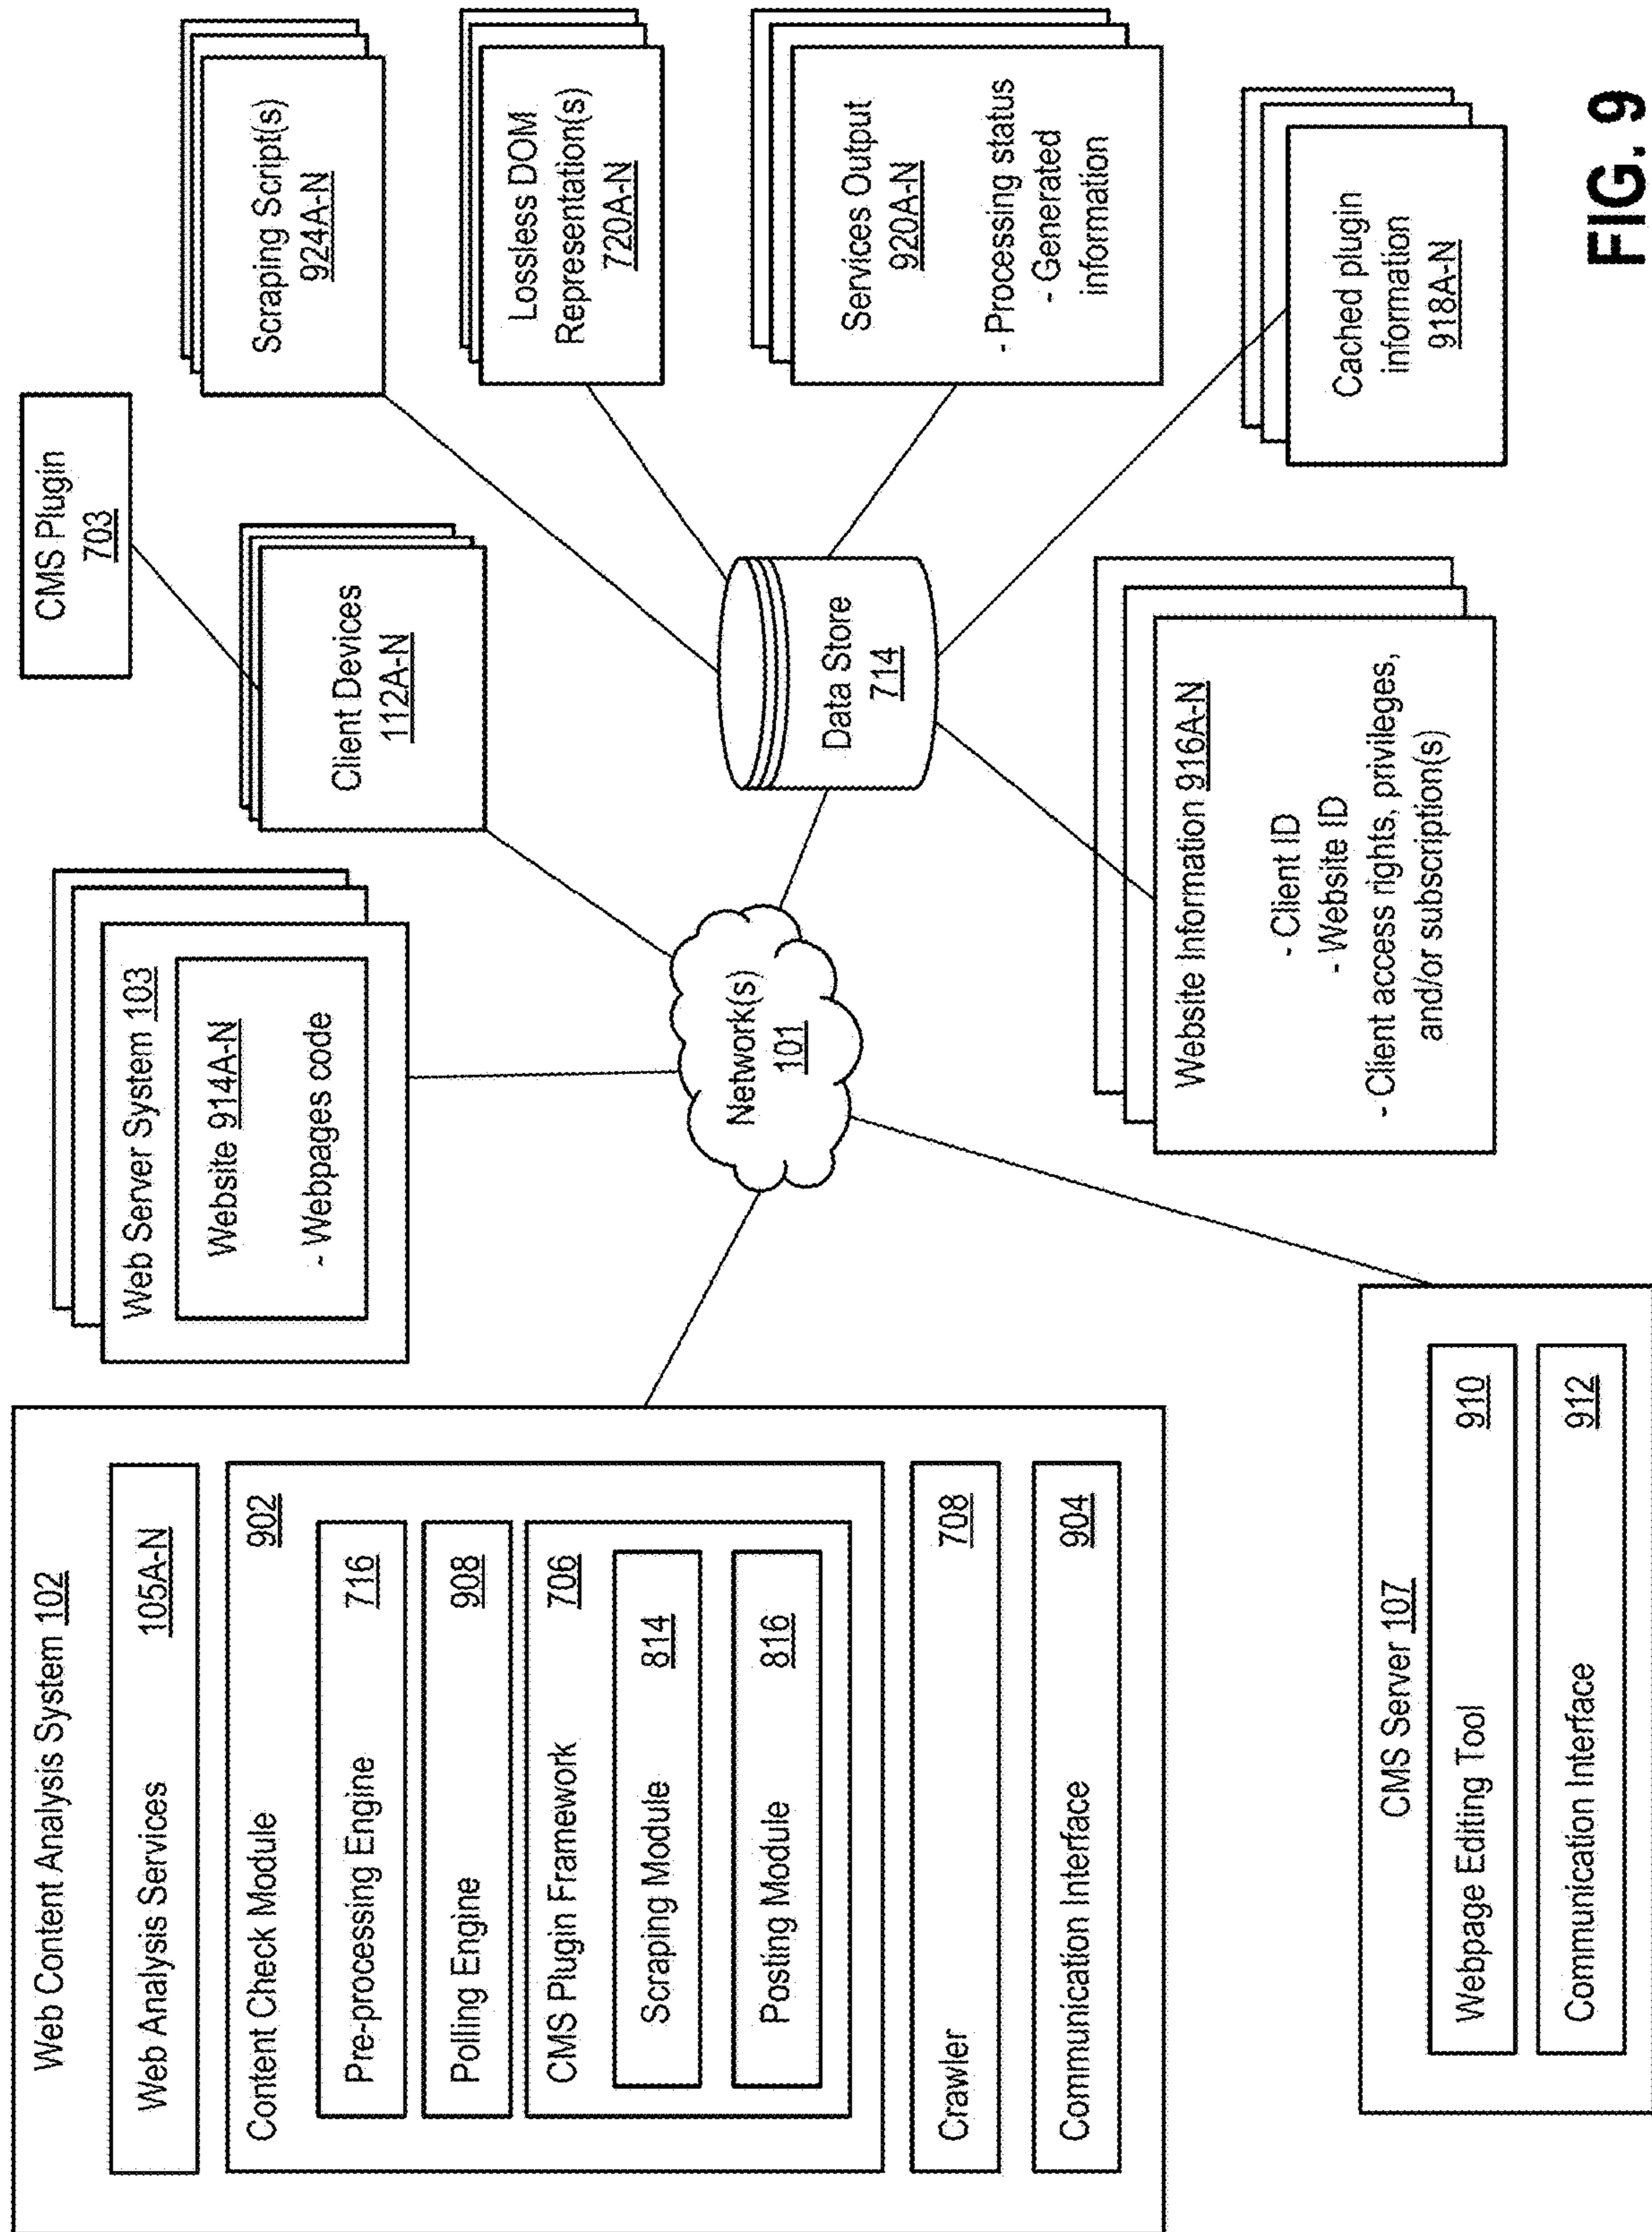 Web Content Analysis System 102
Web Analysis Services 105A-N
Content Check Module 902
Pre-processing Engine 716
Polling Engine 908
CMS Plugin Framework 706
Scraping Module 814
Posting Module 816
Crawler 708
Communication Interface 904
CMS Server 107
Webpage Editing Tool 910
Communication Interface 912
Web Server System 103
Website 914A-N
- Webpages code
Network(s)
101
CMS Plugin
703
Client Devices
112A-N
Data Store
714
Website Information 916A-N
- Client ID
- Website ID
- Client access rights, privileges,
and/or subscription(s)
Scraping Script(s)
924A-N
Lossless DOM
Representation(s)
720A-N
Services Output
920A-N
- Processing status
- Generated
information
Cached plugin
information
918A-N
FIG. 9